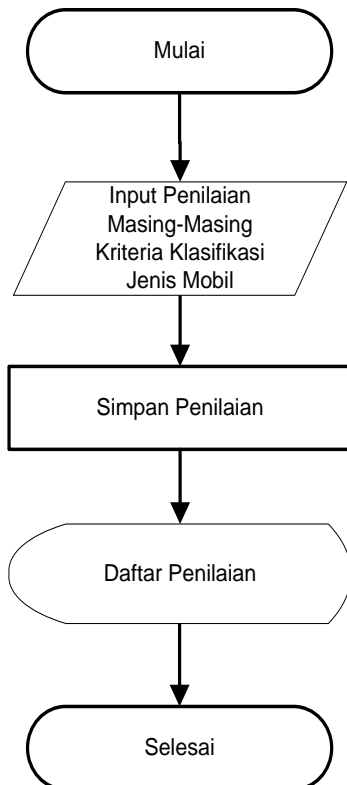 Mulai
Input Penilaian
Masing-Masing
Kriteria Klasifikasi
Jenis Mobil
Simpan Penilaian
Daftar Penilaian
Selesai